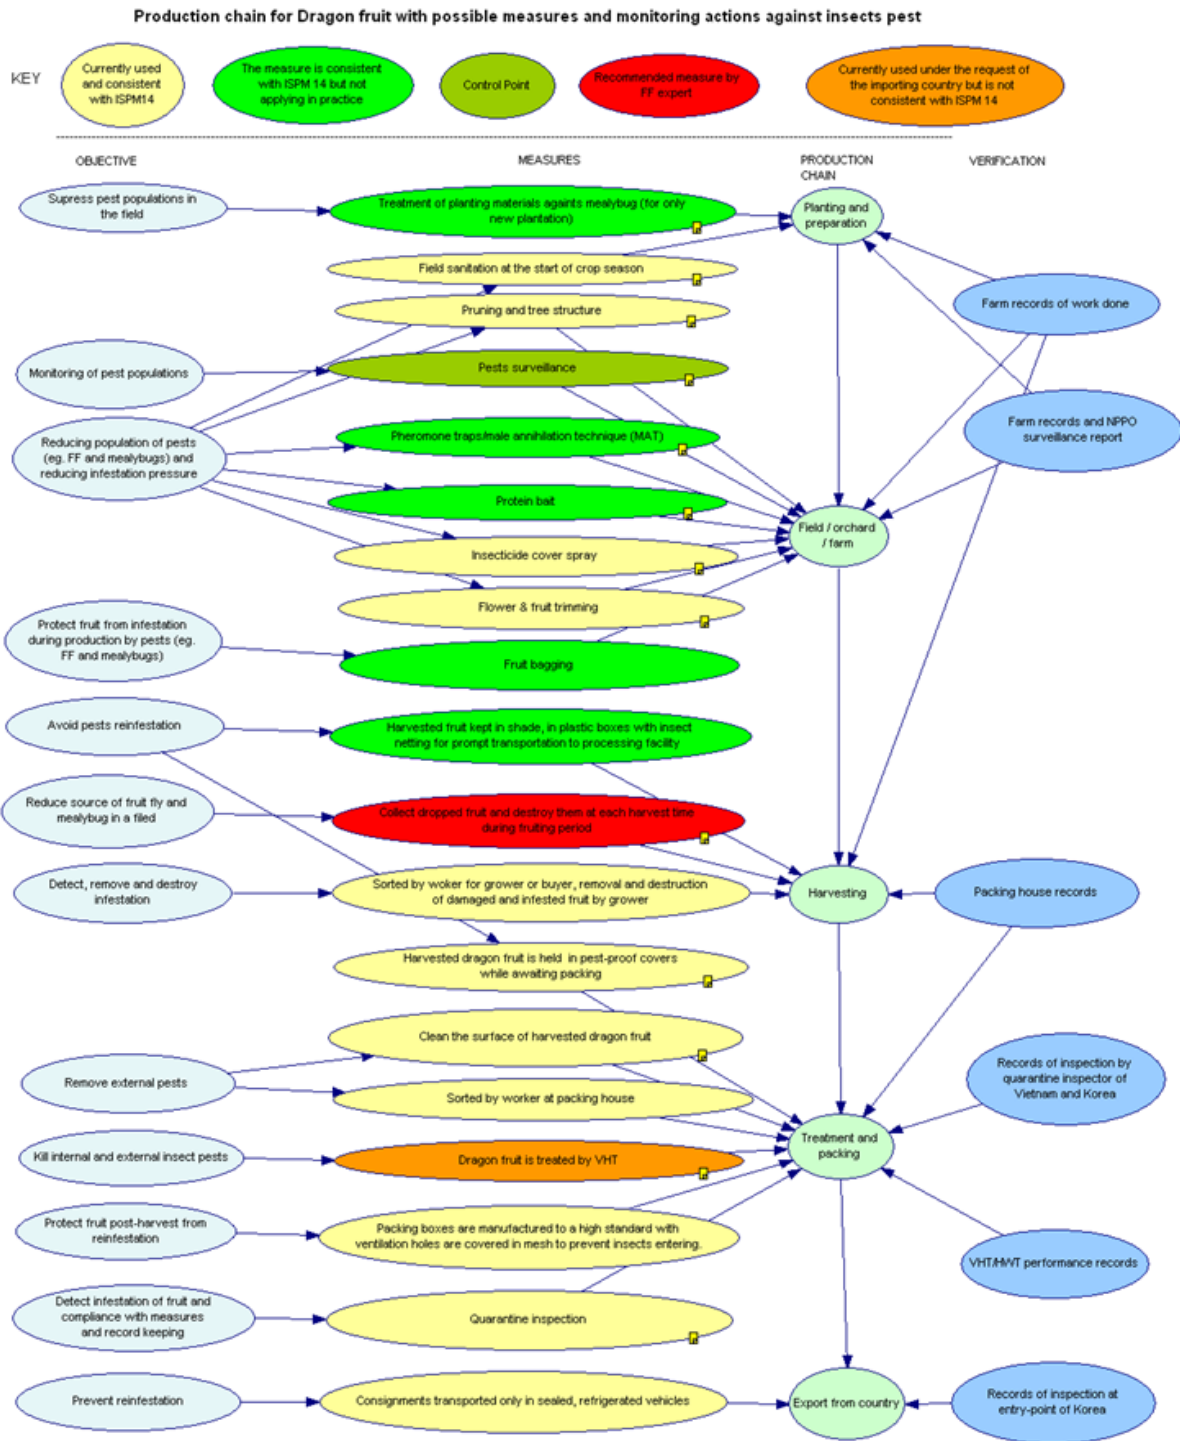 Production chain for Dragon fruit with possible measures and monitoring actions against insects pest
KEY
Currently used
and consistent
with ISPM14
The measure is consistent
with ISPM 14 but not
applying in practice
Control Point
Recommended measure by
FF expert
Currently used under the request of
the importing country but is not
consistent with ISPM 14
OBJECTIVE
MEASURES
PRODUCTION
CHAIN
VERIFICATION
Supress pest populations in
the field
Treatment of planting materials againts mealybug (for only
new plantation)
Planting and
preparation
Field sanitation at the start of crop season
Farm records of work done
Pruning and tree structure
Monitoring of pest populations
Pests surveillance
Farm records and NPPO
surveillance report
Reducing population of pests
(eg. FF and mealybugs) and
reducing infestation pressure
Pheromone traps/male annihilation technique (MAT)
Protein bait
Field / orchard
/ farm
Insecticide cover spray
Flower & fruit trimming
Protect fruit from infestation
during production by pests (eg.
FF and mealybugs)
Fruit bagging
Avoid pests reinfestation
Harvested fruit kept in shade, in plastic boxes with insect
netting for prompt transportation to processing facility
Reduce source of fruit fly and
mealybug in a filed
Collect dropped fruit and destroy them at each harvest time
during fruiting period
Detect, remove and destroy
infestation
Sorted by woker for grower or buyer, removal and destruction
of damaged and infested fruit by grower
Harvesting
Packing house records
Harvested dragon fruit is held in pest-proof covers
while awaiting packing
Clean the surface of harvested dragon fruit
Remove external pests
Sorted by worker at packing house
Records of inspection by
quarantine inspector of
Vietnam and Korea
Treatment and
packing
Kill internal and external insect pests
Dragon fruit is treated by VHT
Protect fruit post-harvest from
reinfestation
Packing boxes are manufactured to a high standard with
ventilation holes are covered in mesh to prevent insects entering.
VHT/HWT performance records
Detect infestation of fruit and
compliance with measures
and record keeping
Quarantine inspection
Prevent reinfestation
Consignments transported only in sealed, refrigerated vehicles
Export from country
Records of inspection at
entry-point of Korea